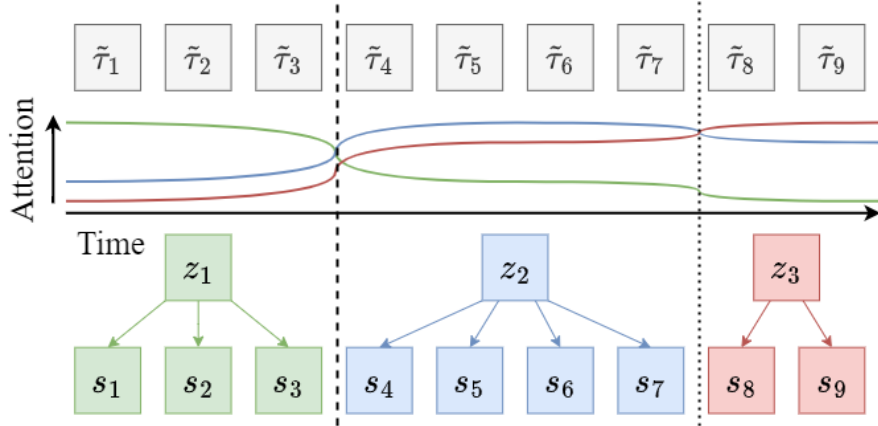 τ̃₁ τ̃₂ τ̃₃ τ̃₄ τ̃₅ τ̃₆ τ̃₇ τ̃₈ τ̃₉
Attention
Time
z₁ z₂ z₃
s₁ s₂ s₃ s₄ s₅ s₆ s₇ s₈ s₉